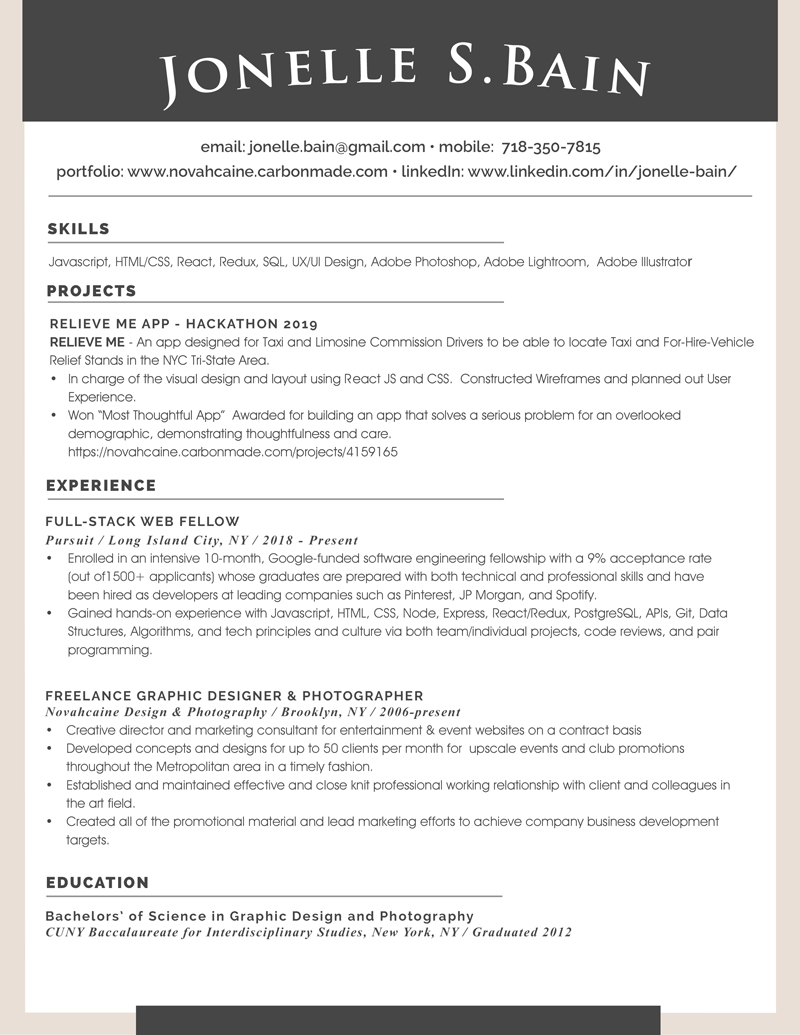 JONELLE S.BAIN
email: jonelle.bain@gmail.com • mobile:  718-350-7815
portfolio: www.novahcaine.carbonmade.com • linkedIn: www.linkedin.com/in/jonelle-bain/
SKILLS
Javascript, HTML/CSS, React, Redux, SQL, UX/UI Design, Adobe Photoshop, Adobe Lightroom,  Adobe Illustrator
PROJECTS
RELIEVE ME APP - HACKATHON 2019
RELIEVE ME - An app designed for Taxi and Limosine Commission Drivers to be able to locate Taxi and For-Hire-Vehicle
Relief Stands in the NYC Tri-State Area.
• In charge of the visual design and layout using React JS and CSS.  Constructed Wireframes and planned out User
Experience.
• Won “Most Thoughtful App”  Awarded for building an app that solves a serious problem for an overlooked
demographic, demonstrating thoughtfulness and care.
https://novahcaine.carbonmade.com/projects/4159165
EXPERIENCE
FULL-STACK WEB FELLOW
Pursuit / Long Island City, NY / 2018 - Present
• Enrolled in an intensive 10-month, Google-funded software engineering fellowship with a 9% acceptance rate
(out of1500+ applicants) whose graduates are prepared with both technical and professional skills and have
been hired as developers at leading companies such as Pinterest, JP Morgan, and Spotify.
• Gained hands-on experience with Javascript, HTML, CSS, Node, Express, React/Redux, PostgreSQL, APIs, Git, Data
Structures, Algorithms, and tech principles and culture via both team/individual projects, code reviews, and pair
programming.
FREELANCE GRAPHIC DESIGNER & PHOTOGRAPHER
Novahcaine Design & Photography / Brooklyn, NY / 2006-present
• Creative director and marketing consultant for entertainment & event websites on a contract basis
• Developed concepts and designs for up to 50 clients per month for  upscale events and club promotions
throughout the Metropolitan area in a timely fashion.
• Established and maintained effective and close knit professional working relationship with client and colleagues in
the art field.
• Created all of the promotional material and lead marketing efforts to achieve company business development
targets.
EDUCATION
Bachelors’ of Science in Graphic Design and Photography
CUNY Baccalaureate for Interdisciplinary Studies, New York, NY / Graduated 2012